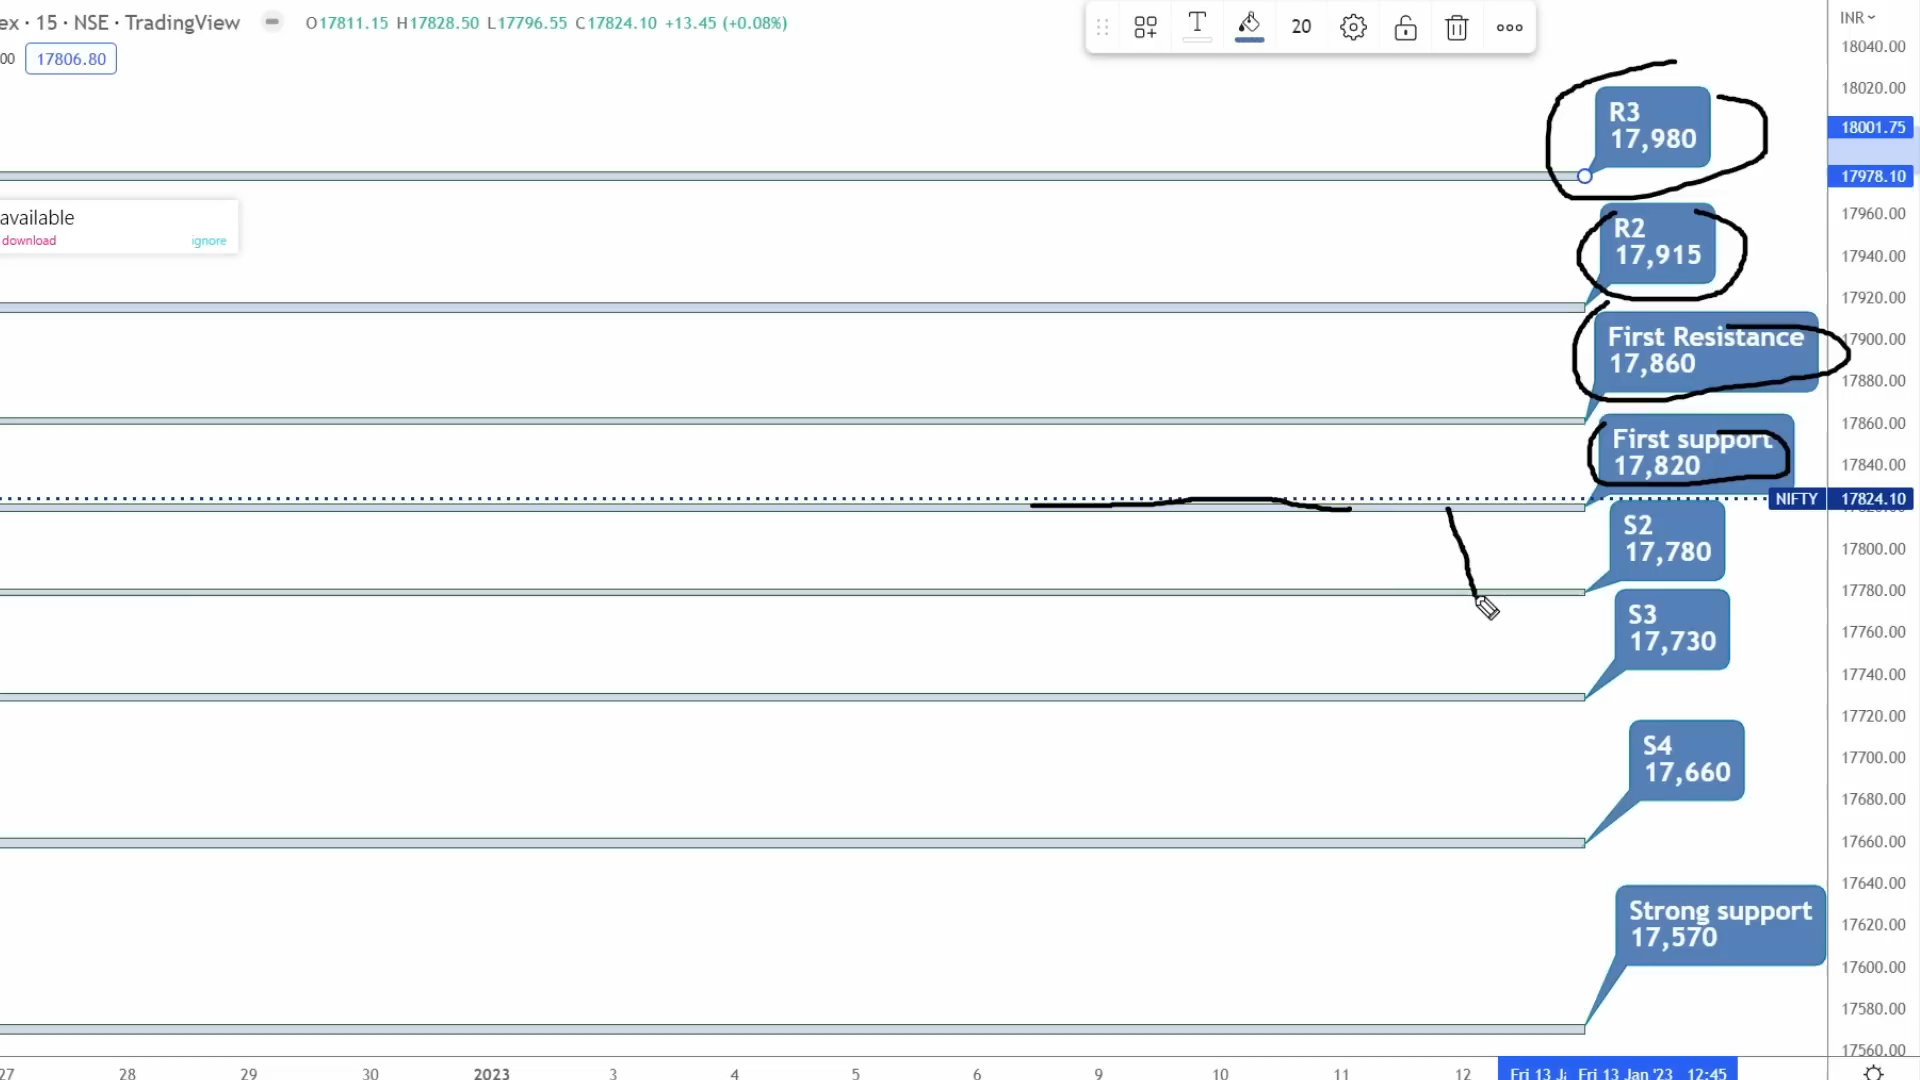 ex · 15 · NSE · TradingView
O17811.15 H17828.50 L17796.55 C17824.10 +13.45 (+0.08%)
00 17806.80
20
INR
available
download ignore
R3
17,980
R2
17,915
First Resistance
17,860
First support
17,820
S2
17,780
S3
17,730
S4
17,660
Strong support
17,570
18040.00
18020.00
18001.75
17978.10
17960.00
17940.00
17920.00
17900.00
17880.00
17860.00
17840.00
NIFTY 17824.10
17800.00
17780.00
17760.00
17740.00
17720.00
17700.00
17680.00
17660.00
17640.00
17620.00
17600.00
17580.00
17560.00
27 28 29 30 2023 3 4 5 6 9 10 11 12 Fri 13 Fri 13 Jan '23 12:45